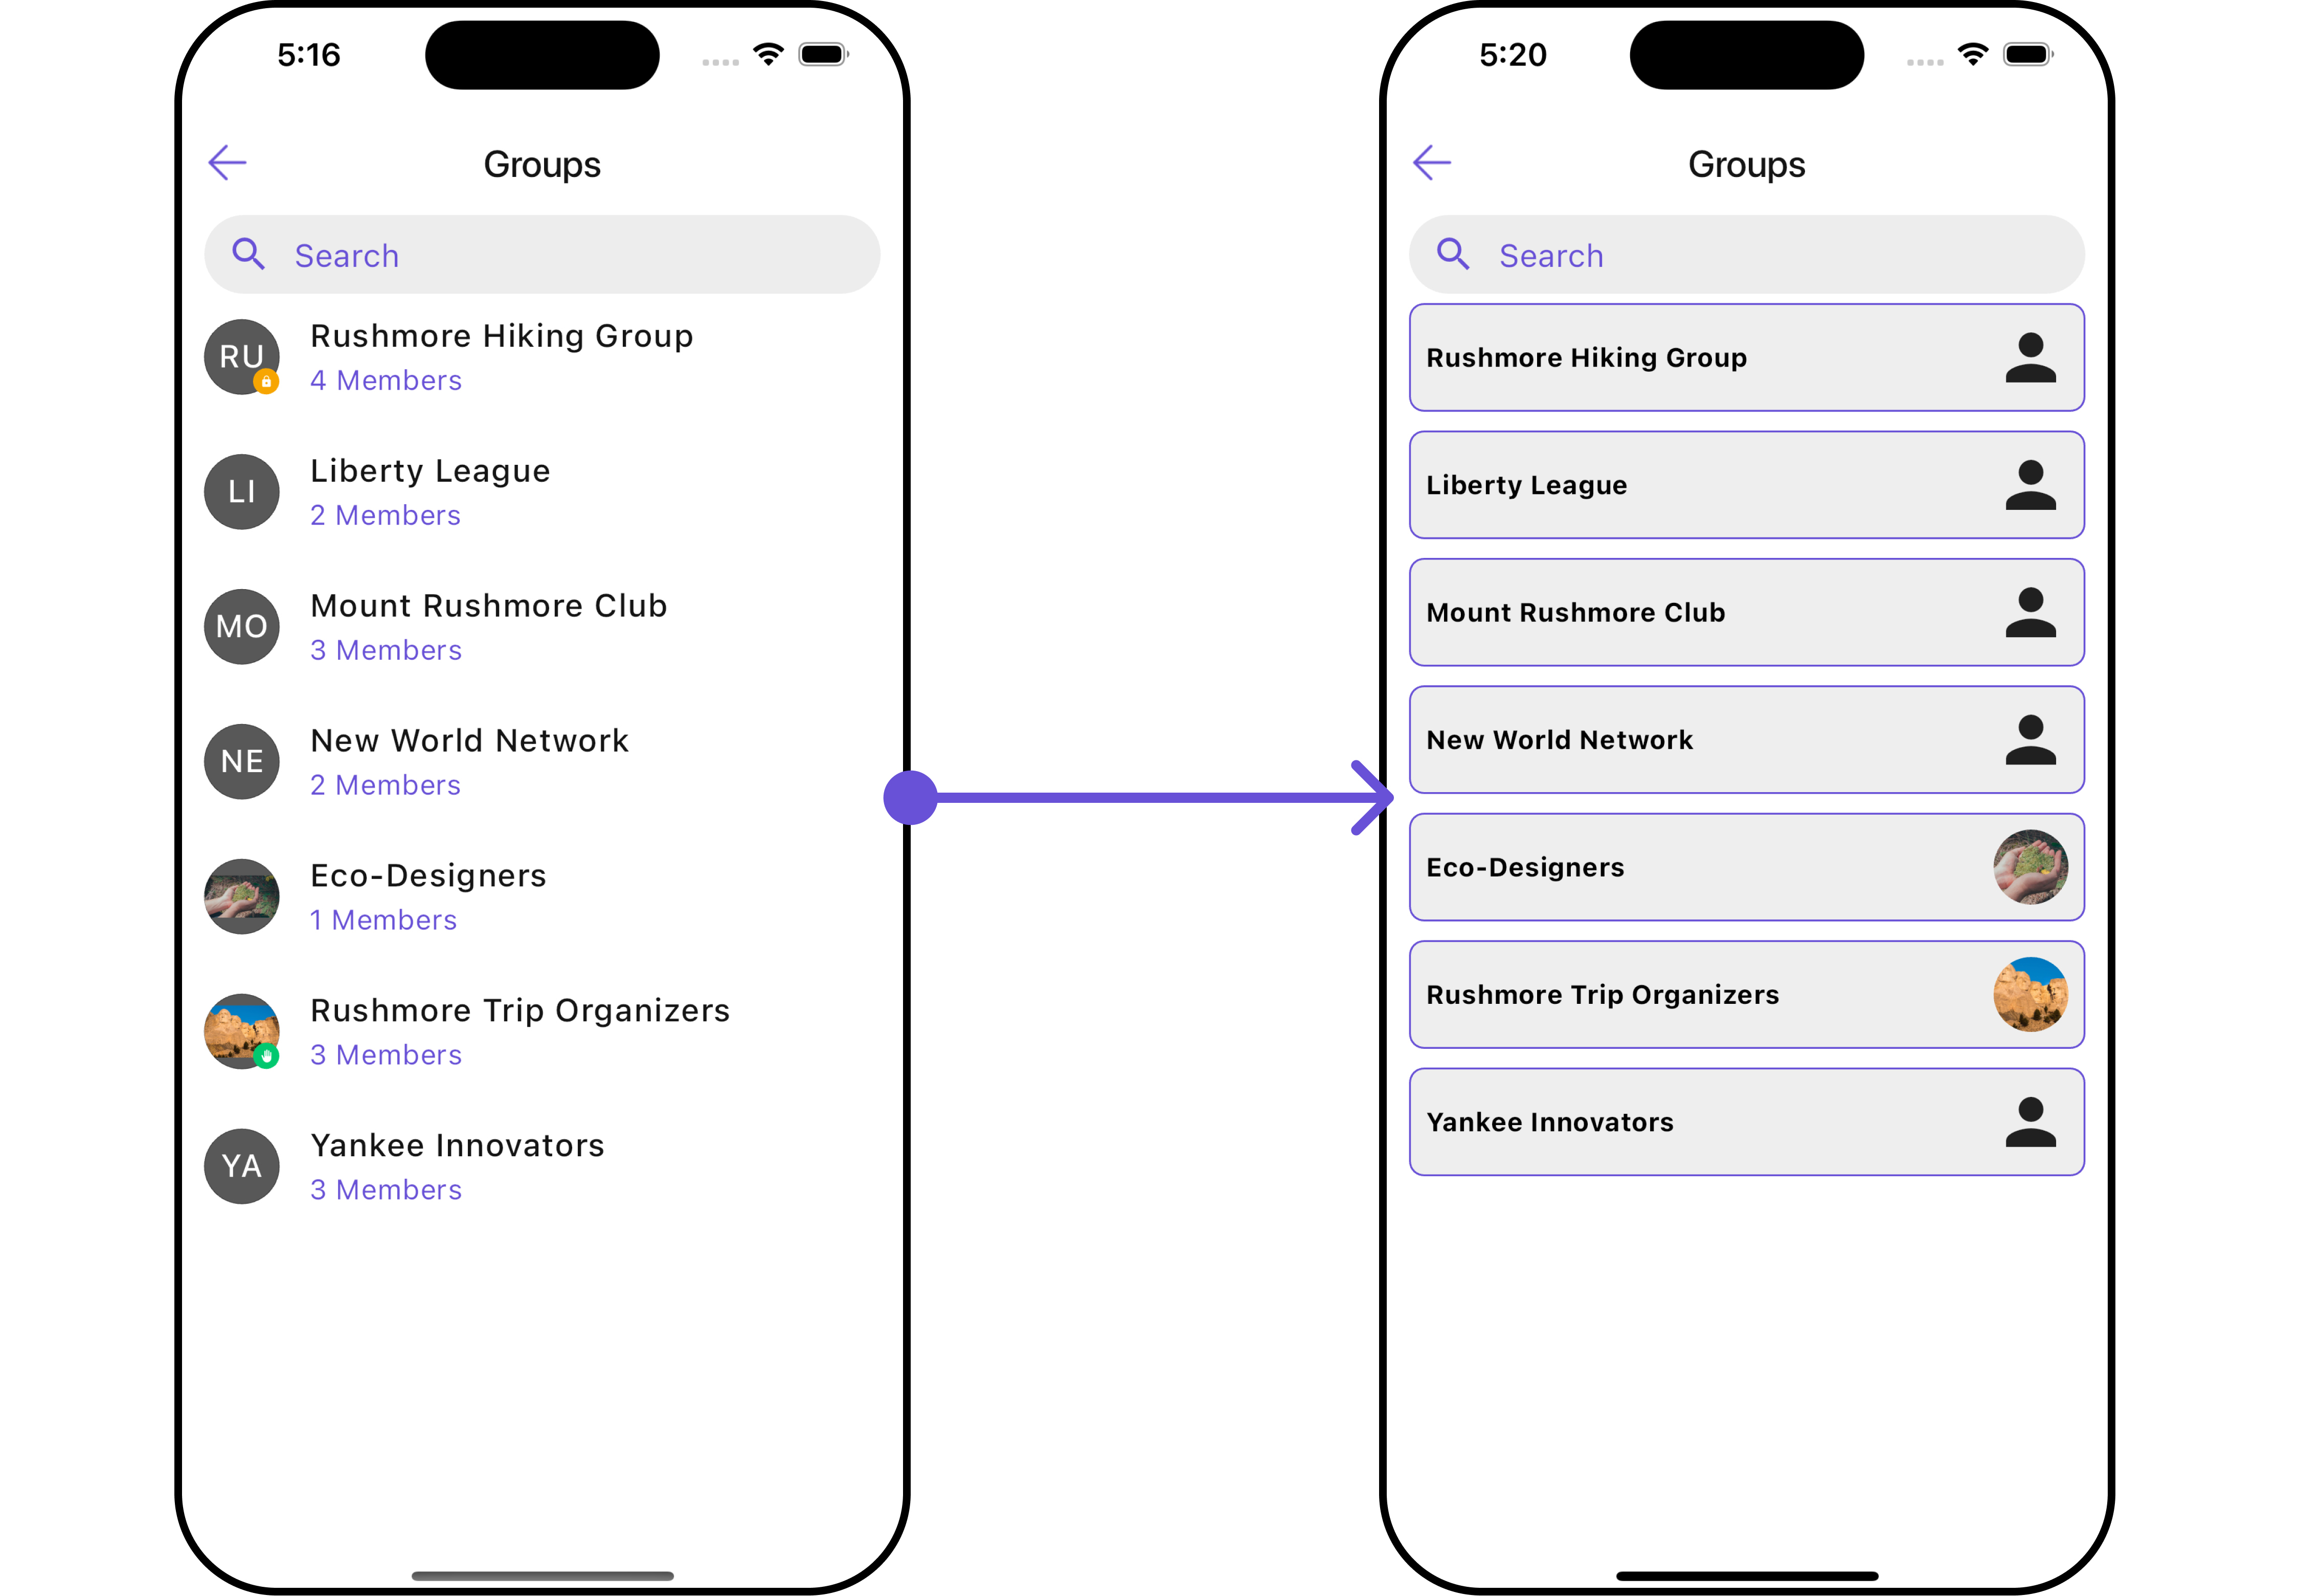 5:16
Groups
Search
RU
Rushmore Hiking Group
4 Members
LI
Liberty League
2 Members
MO
Mount Rushmore Club
3 Members
NE
New World Network
2 Members
Eco-Designers
1 Members
Rushmore Trip Organizers
3 Members
YA
Yankee Innovators
3 Members
5:20
Groups
Search
Rushmore Hiking Group
Liberty League
Mount Rushmore Club
New World Network
Eco-Designers
Rushmore Trip Organizers
Yankee Innovators